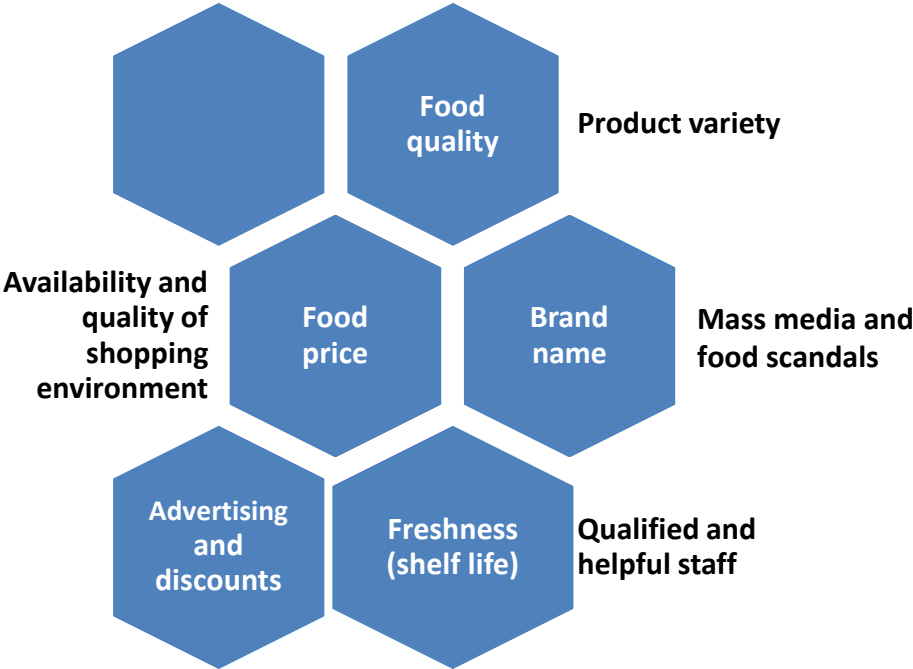 Food
quality
Product variety
Availability and
quality of
shopping
environment
Food
price
Brand
name
Mass media and
food scandals
Advertising
and
discounts
Freshness
(shelf life)
Qualified and
helpful staff